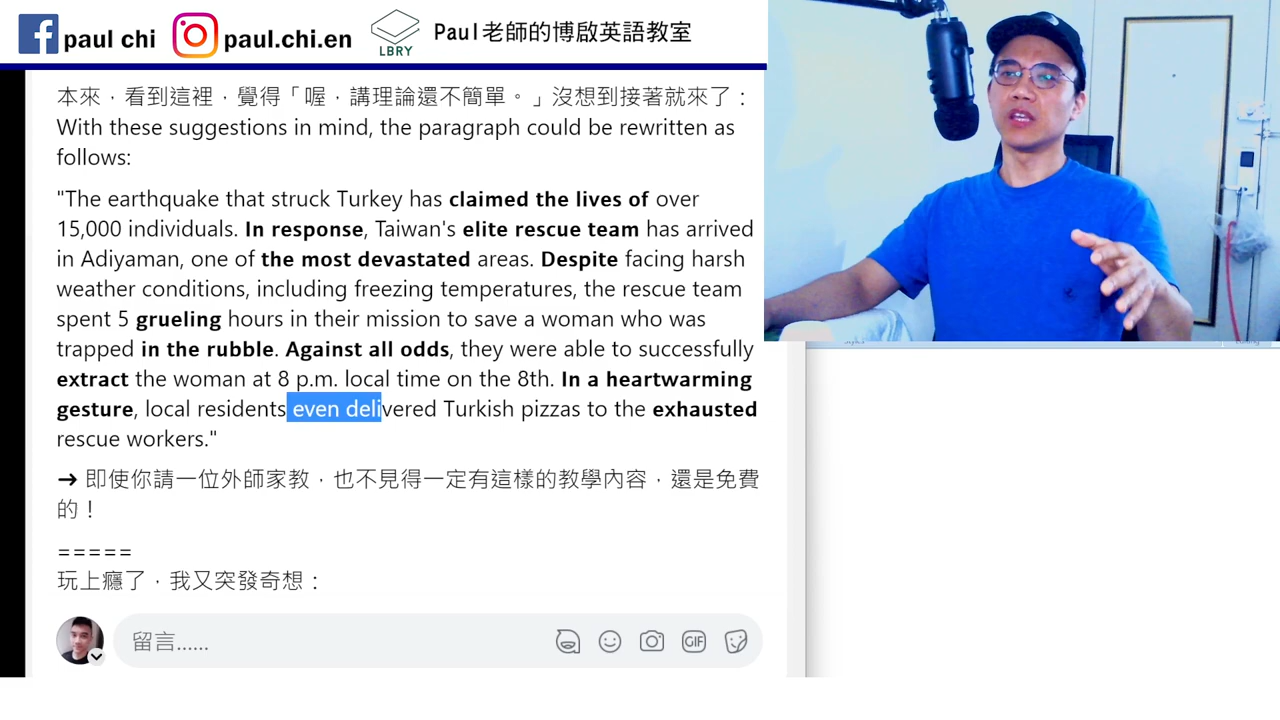 paul chi
paul.chi.en
LBRY
Paul老師的博啟英語教室
本來，看到這裡，覺得「喔，講理論還不簡單。」沒想到接著就來了：
With these suggestions in mind, the paragraph could be rewritten as
follows:
"The earthquake that struck Turkey has claimed the lives of over
15,000 individuals. In response, Taiwan's elite rescue team has arrived
in Adiyaman, one of the most devastated areas. Despite facing harsh
weather conditions, including freezing temperatures, the rescue team
spent 5 grueling hours in their mission to save a woman who was
trapped in the rubble. Against all odds, they were able to successfully
extract the woman at 8 p.m. local time on the 8th. In a heartwarming
gesture, local residents even delivered Turkish pizzas to the exhausted
rescue workers."
➜ 即使你請一位外師家教，也不見得一定有這樣的教學內容，還是免費
的！
=====
玩上癮了，我又突發奇想：
留言......
GIF